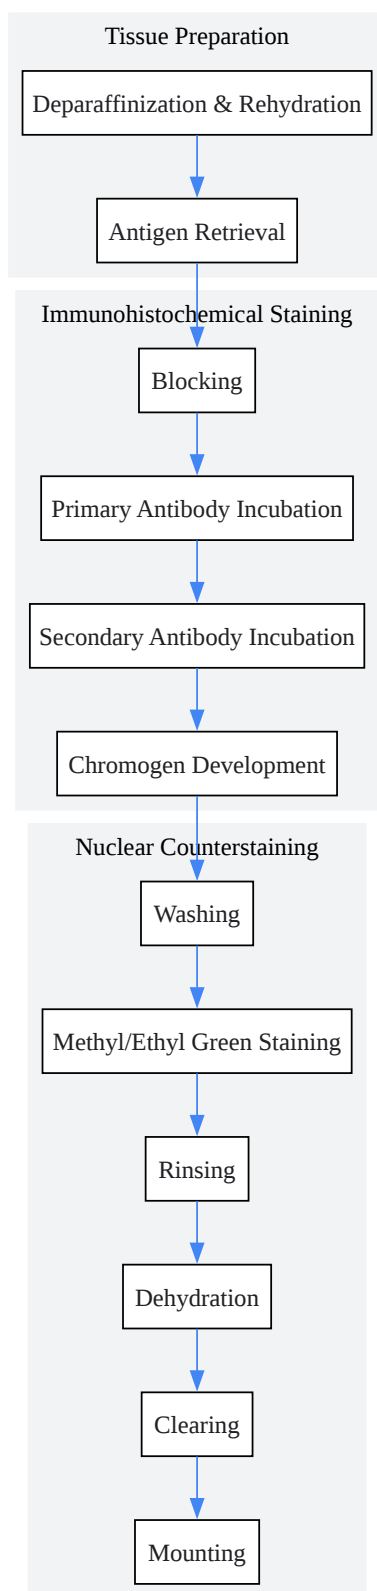 Tissue Preparation
Deparaffinization & Rehydration
Antigen Retrieval
Immunohistochemical Staining
Blocking
Primary Antibody Incubation
Secondary Antibody Incubation
Chromogen Development
Nuclear Counterstaining
Washing
Methyl/Ethyl Green Staining
Rinsing
Dehydration
Clearing
Mounting